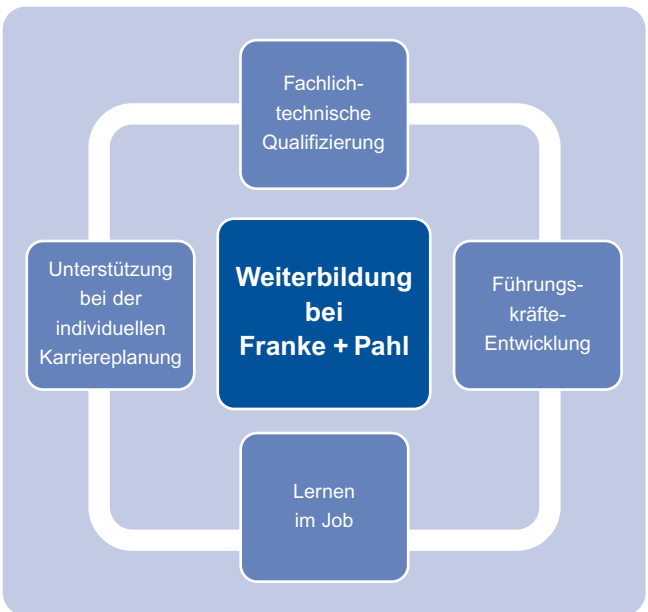 Fachlich-
technische
Qualifizierung
Unterstützung
bei der
individuellen
Karriereplanung
Weiterbildung
bei
Franke + Pahl
Führungs-
kräfte-
Entwicklung
Lernen
im Job